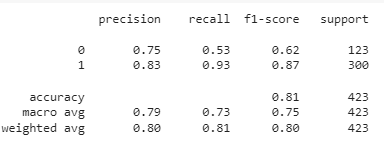 precision recall f1-score support
0 0.75 0.53 0.62 123
1 0.83 0.93 0.87 300
accuracy 0.81 423
macro avg 0.79 0.73 0.75 423
weighted avg 0.80 0.81 0.80 423